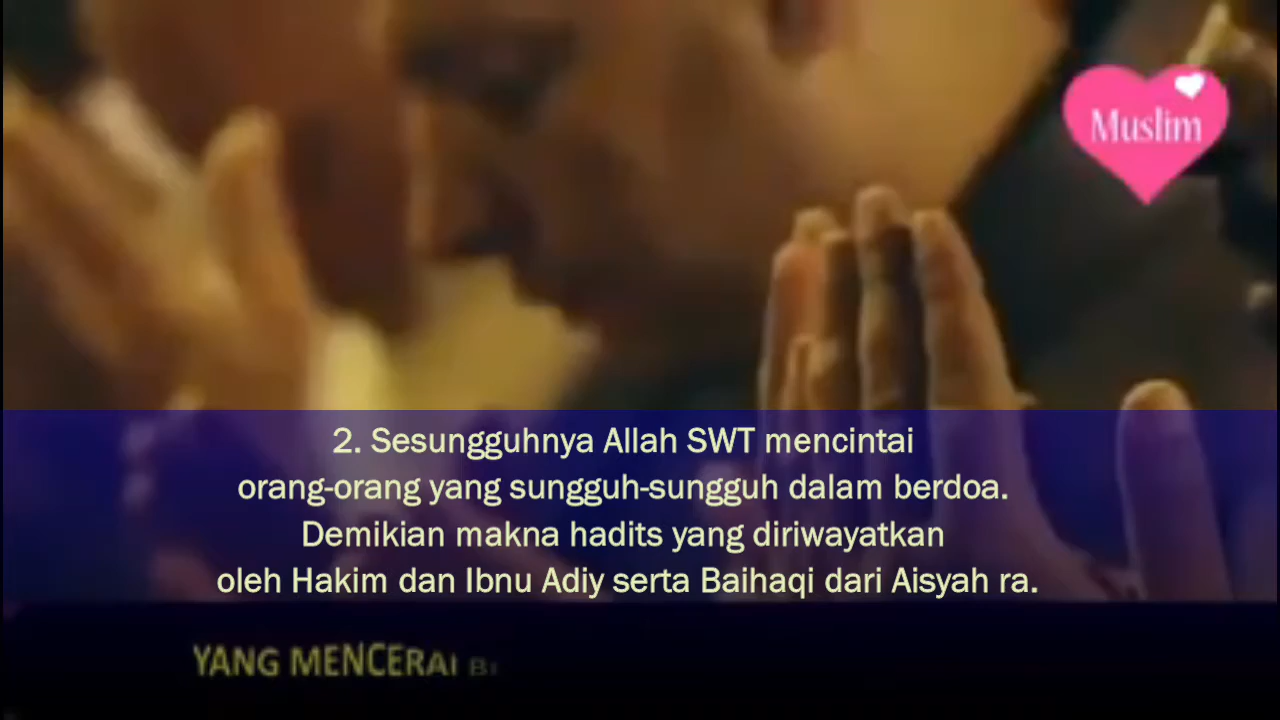 Muslim
2. Sesungguhnya Allah SWT mencintai
orang-orang yang sungguh-sungguh dalam berdoa.
Demikian makna hadits yang diriwayatkan
oleh Hakim dan Ibnu Adiy serta Baihaqi dari Aisyah ra.
YANG MENCERAI